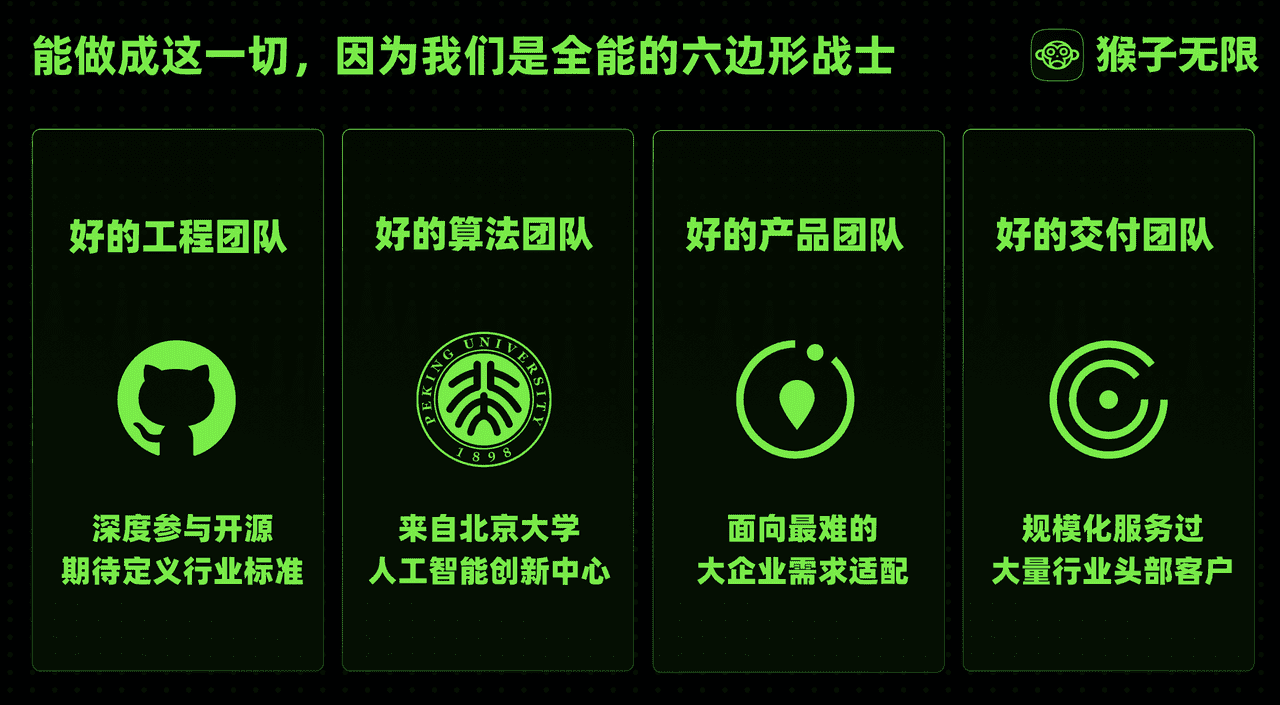 能做成这一切，因为我们是全能的六边形战士
猴子无限
好的工程团队
深度参与开源
期待定义行业标准
好的算法团队
PEKING UNIVERSITY
1898
来自北京大学
人工智能创新中心
好的产品团队
面向最难的
大企业需求适配
好的交付团队
规模化服务过
大量行业头部客户